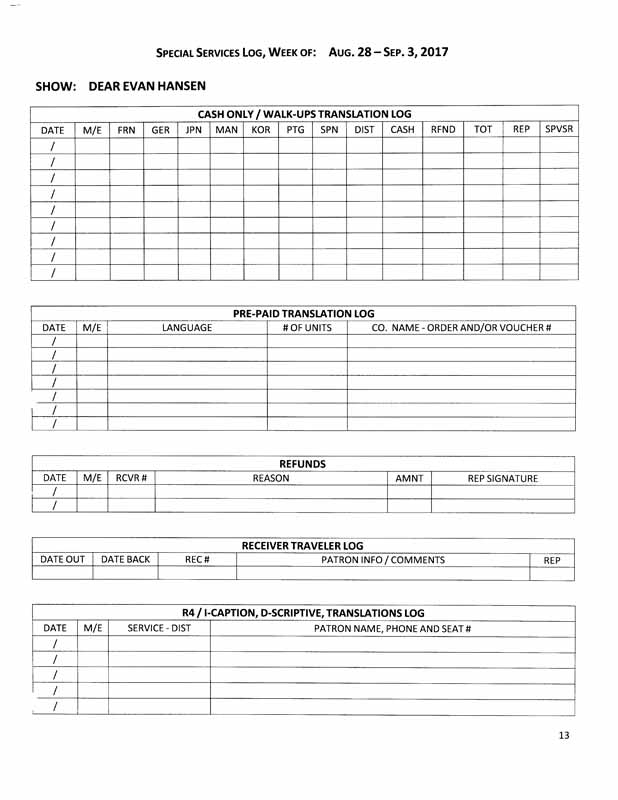 SPECIAL SERVICES LOG, WEEK OF: AUG. 28 – SEP. 3, 2017
SHOW: DEAR EVAN HANSEN
CASH ONLY / WALK-UPS TRANSLATION LOG
DATE M/E FRN GER JPN MAN KOR PTG SPN DIST CASH RFND TOT REP SPVSR
/
/
/
/
/
/
/
/
/
PRE-PAID TRANSLATION LOG
DATE M/E LANGUAGE # OF UNITS CO. NAME - ORDER AND/OR VOUCHER #
/
/
/
/
/
/
/
REFUNDS
DATE M/E RCVR # REASON AMNT REP SIGNATURE
/
/
RECEIVER TRAVELER LOG
DATE OUT DATE BACK REC # PATRON INFO / COMMENTS REP
R4 / I-CAPTION, D-SCRIPTIVE, TRANSLATIONS LOG
DATE M/E SERVICE - DIST PATRON NAME, PHONE AND SEAT #
/
/
/
/
/
13